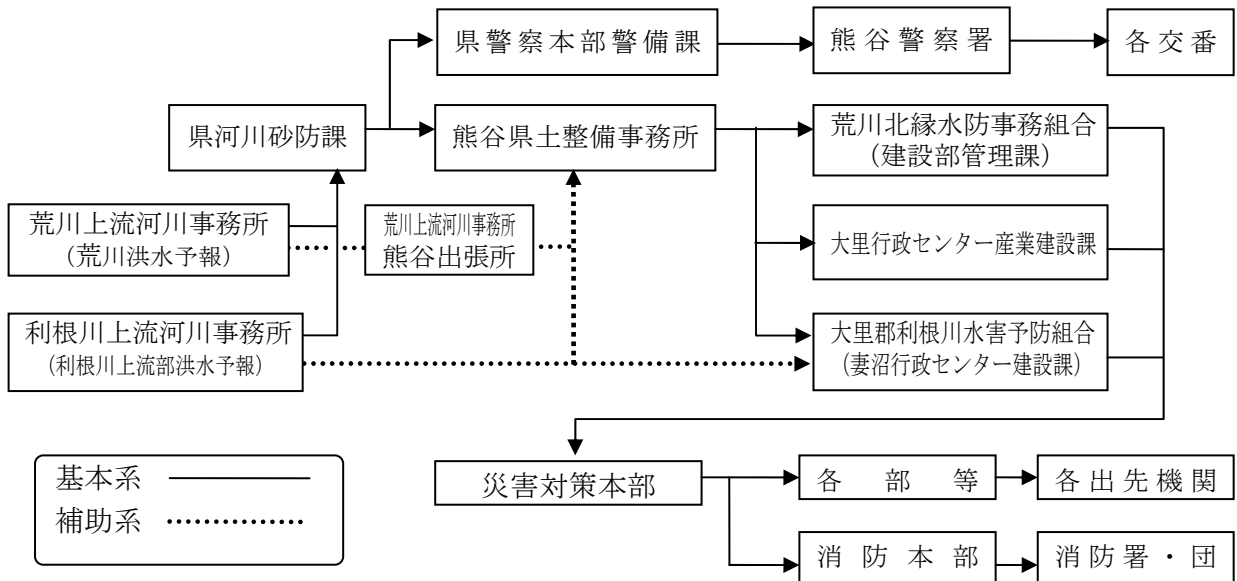 県警察本部警備課
熊谷警察署
各交番
県河川砂防課
熊谷県土整備事務所
荒川北縁水防事務組合
（建設部管理課）
荒川上流河川事務所
（荒川洪水予報）
荒川上流河川事務所
熊谷出張所
大里行政センター産業建設課
利根川上流河川事務所
（利根川上流部洪水予報）
大里郡利根川水害予防組合
（妻沼行政センター建設課）
基本系
補助系
災害対策本部
各部等
各出先機関
消防本部
消防署・団